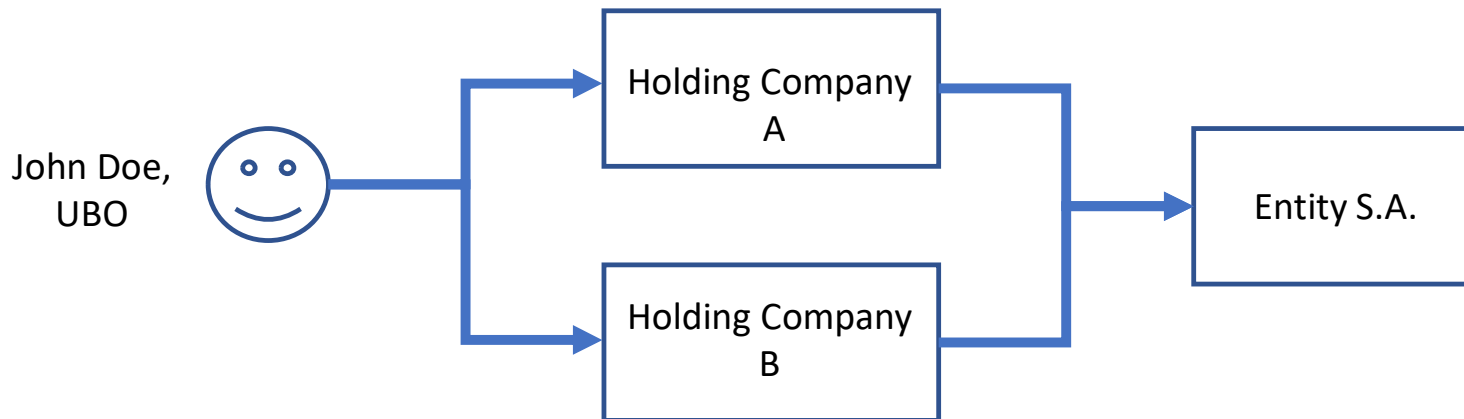 John Doe,
UBO
Holding Company
A
Holding Company
B
Entity S.A.